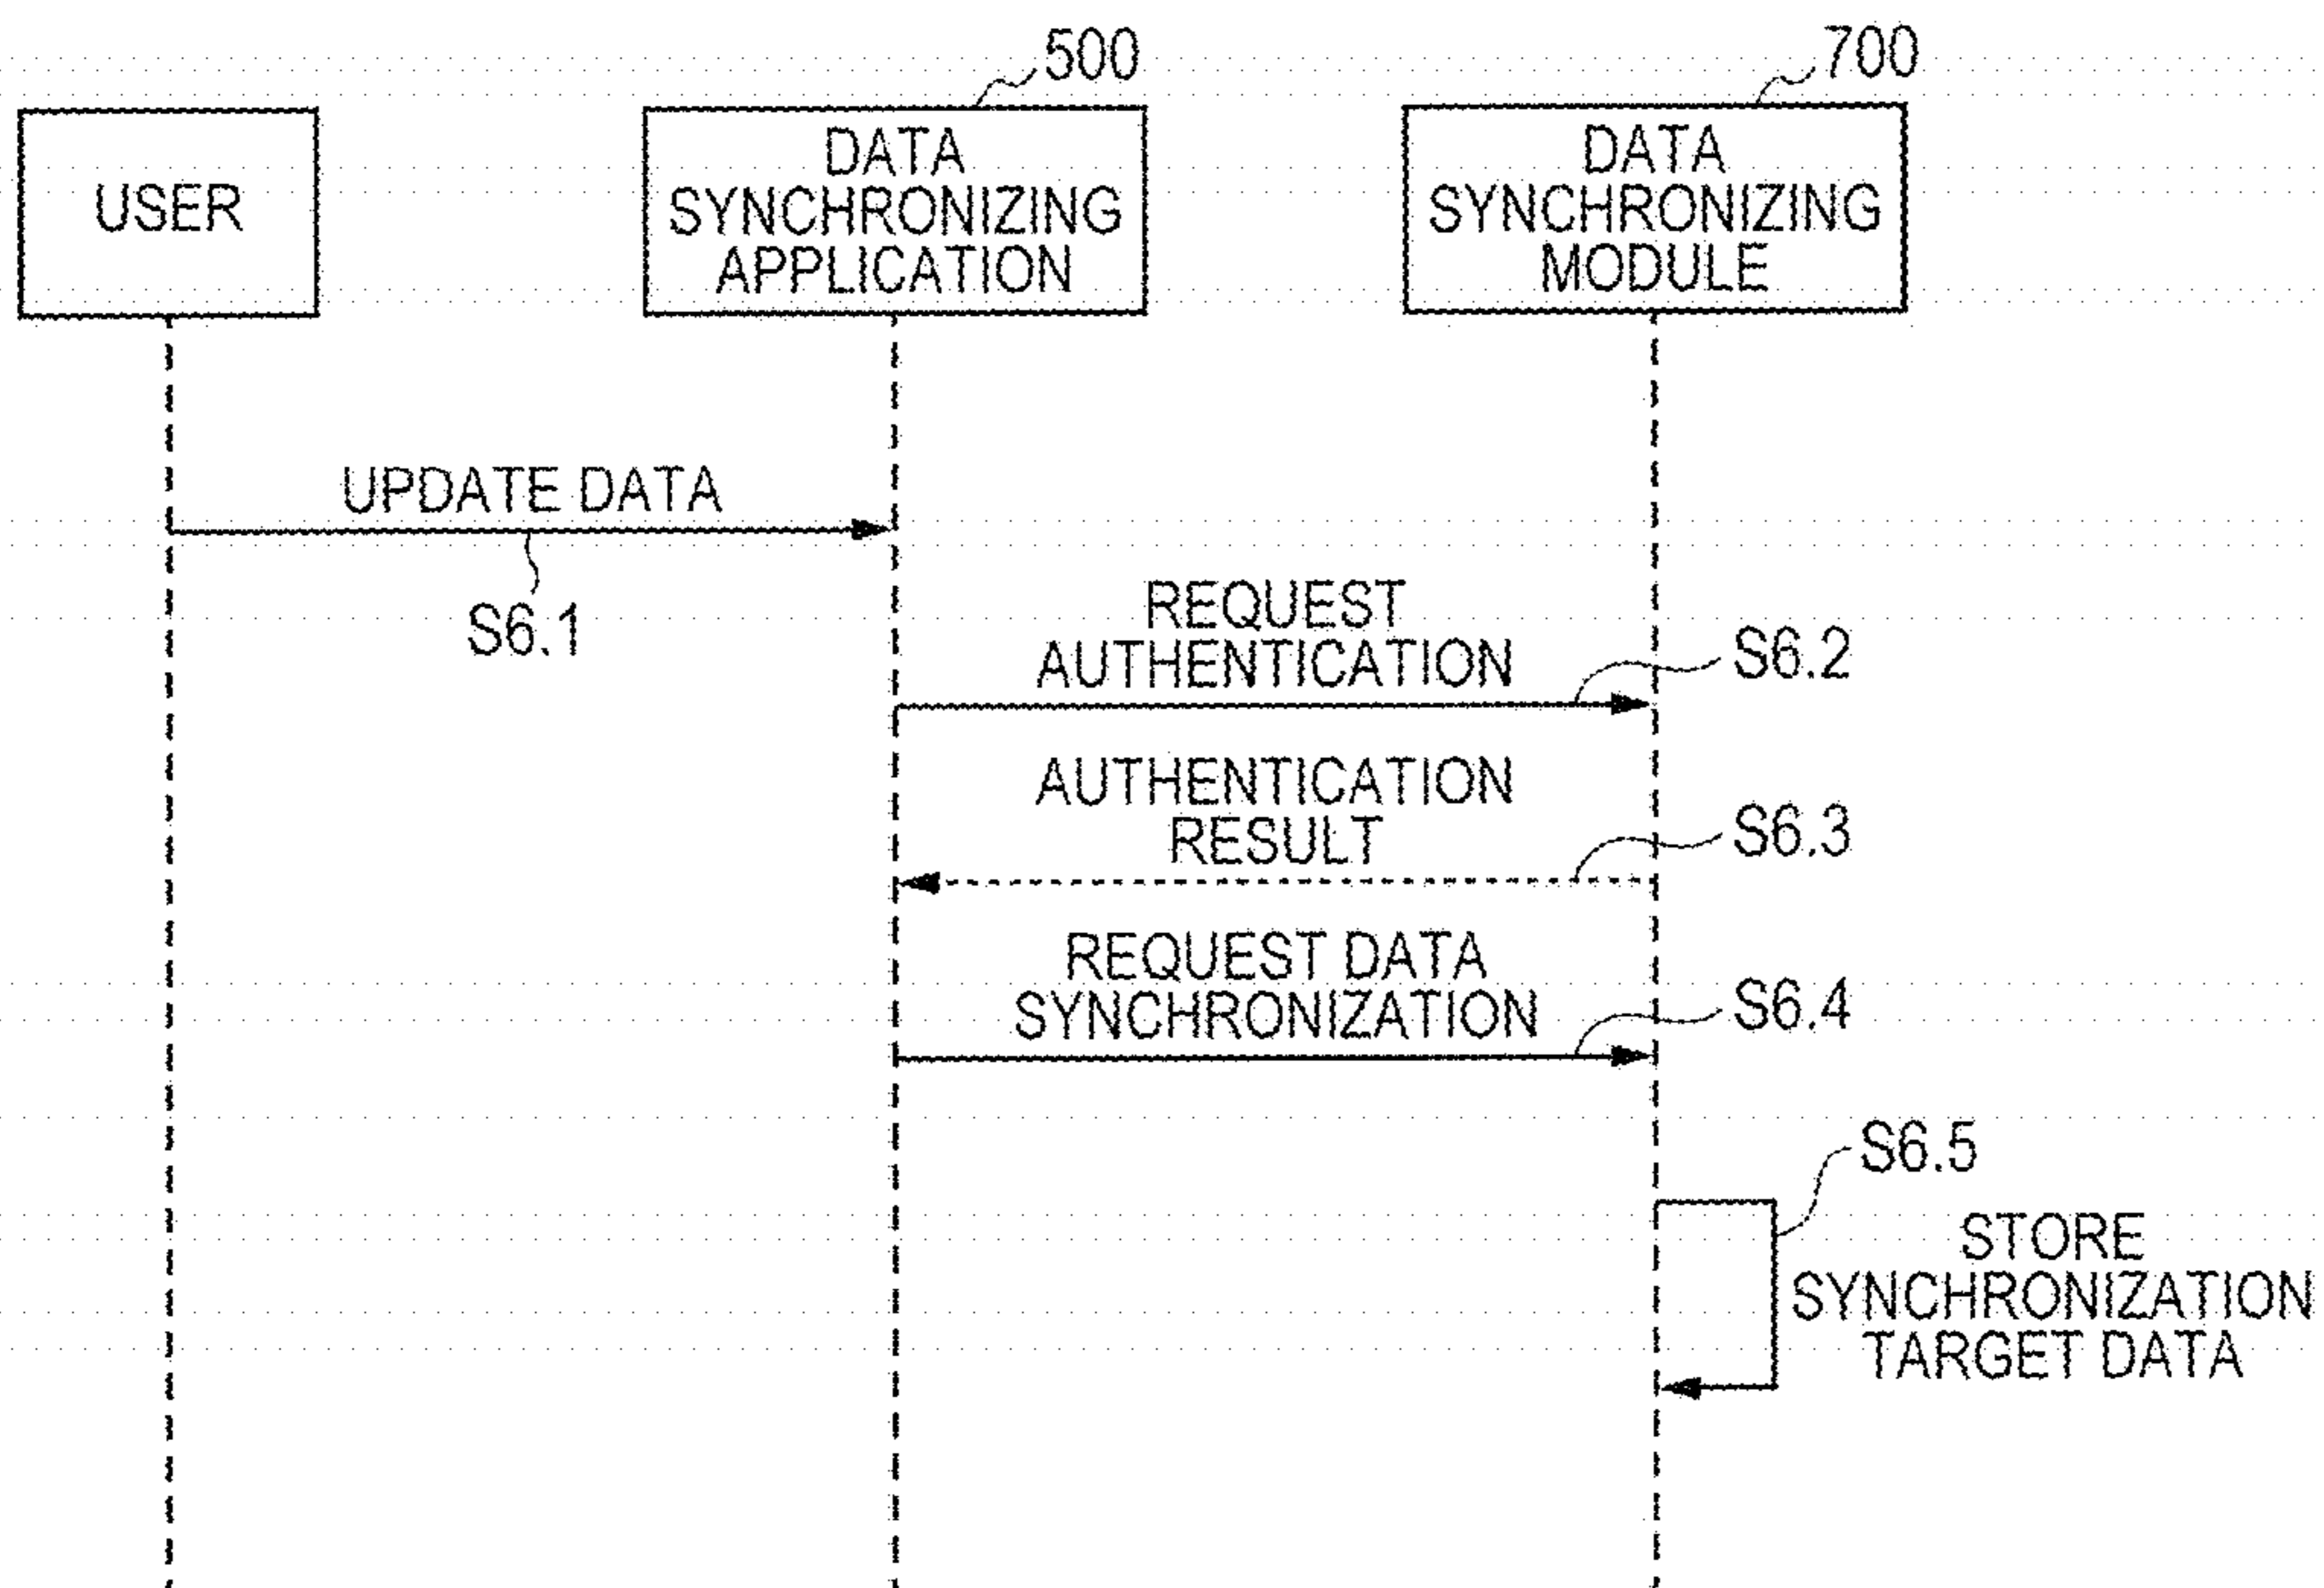 500
700
USER
DATA
SYNCHRONIZING
APPLICATION
DATA
SYNCHRONIZING
MODULE
UPDATE DATA
S6.1
REQUEST
AUTHENTICATION
S6.2
AUTHENTICATION
RESULT
S6.3
REQUEST DATA
SYNCHRONIZATION
S6.4
S6.5
STORE
SYNCHRONIZATION
TARGET DATA